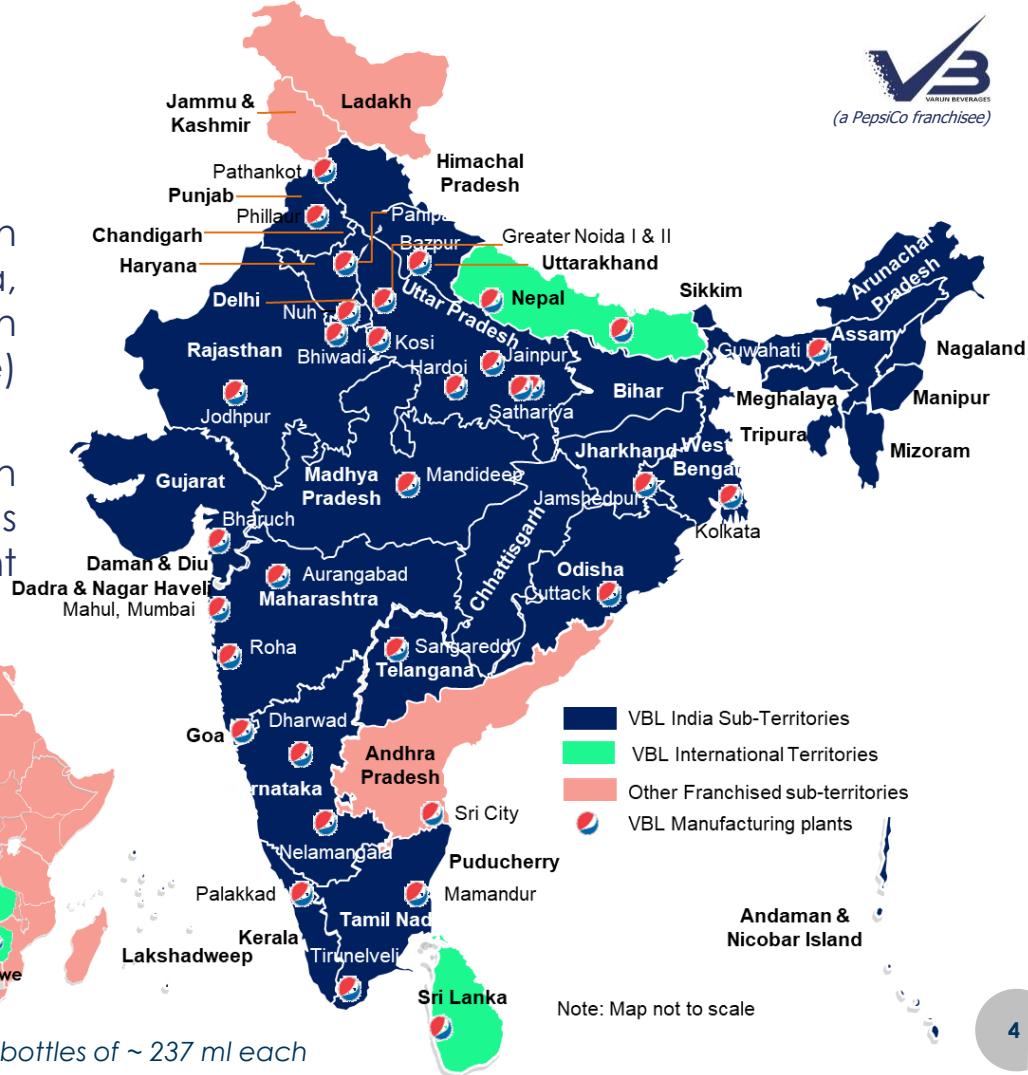 VB
VARUN BEVERAGES
(a PepsiCo franchisee)
Jammu &
Kashmir
Ladakh
Himachal
Pradesh
Pathankot
Punjab
Phillaur
Chandigarh
Haryana
Delhi
Panipa
Bazpur
Greater Noida I & II
Uttarakhand
Nepal
Uttar Pradesh
Sikkim
Arunachal
Pradesh
Assam
Nagaland
Guwahati
Meghalaya
Manipur
Tripura
Mizoram
Nuh
Rajasthan
Bhiwadi
Kosi
Hardoi
Jainpur
Jodhpur
Sathariya
Bihar
Gujarat
Madhya
Pradesh
Mandideep
Jharkhand
West
Bengal
Jamshedpur
Kolkata
Bharuch
Daman & Diu
Dadra & Nagar Haveli
Mahul, Mumbai
Aurangabad
Maharashtra
Chhattisgarh
Odisha
Cuttack
Roha
Sangareddy
Telangana
Goa
Dharwad
rnataka
Andhra
Pradesh
Sri City
Nelamangala
Puducherry
Palakkad
Mamandur
Tamil Nad
Kerala
Lakshadweep
Tirunelveli
Sri Lanka
Andaman &
Nicobar Island
VBL India Sub-Territories
VBL International Territories
Other Franchised sub-territories
VBL Manufacturing plants
Note: Map not to scale
we
bottles of ~ 237 ml each
4